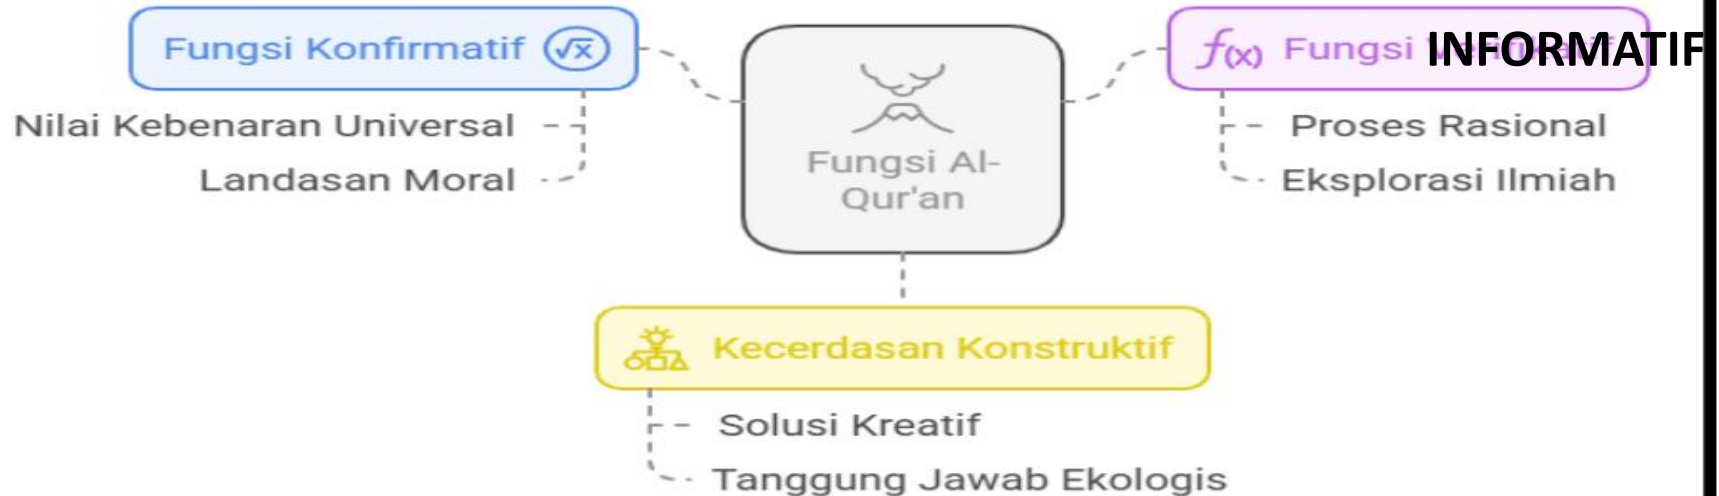 Fungsi Konfirmatif
Nilai Kebenaran Universal
Landasan Moral
Fungsi Al-
Qur'an
f(x) Fungsi INFORMATIF
Proses Rasional
Eksplorasi Ilmiah
Kecerdasan Konstruktif
Solusi Kreatif
Tanggung Jawab Ekologis